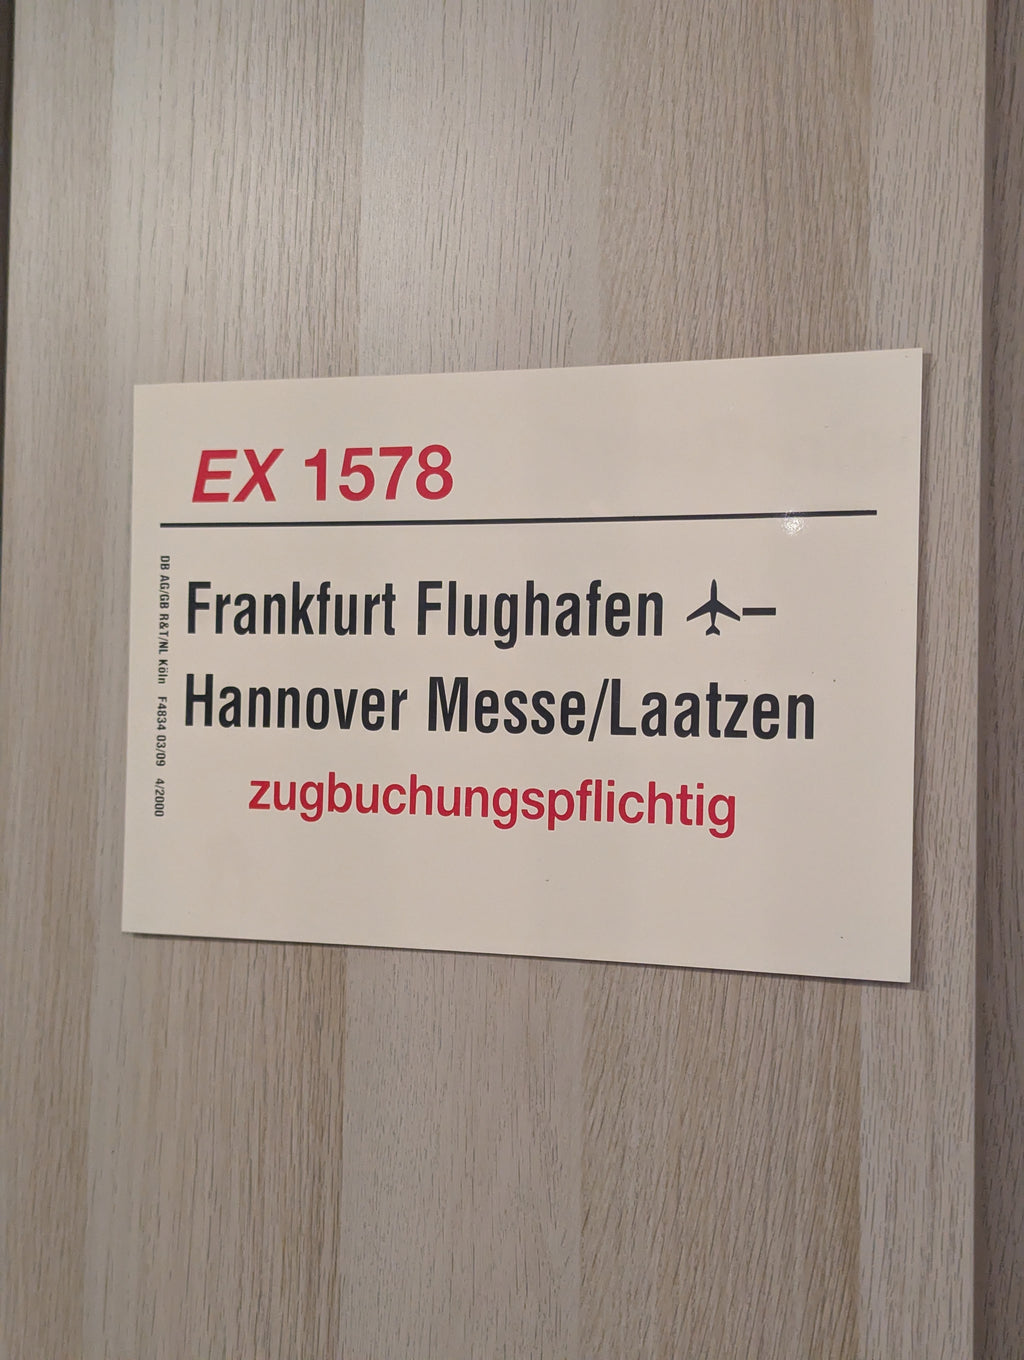 EX 1578
Frankfurt Flughafen ✈–
Hannover Messe/Laatzen
zugbuchungspflichtig
DB AG/GB R&T/NL Köln F4834 03/09 4/2000